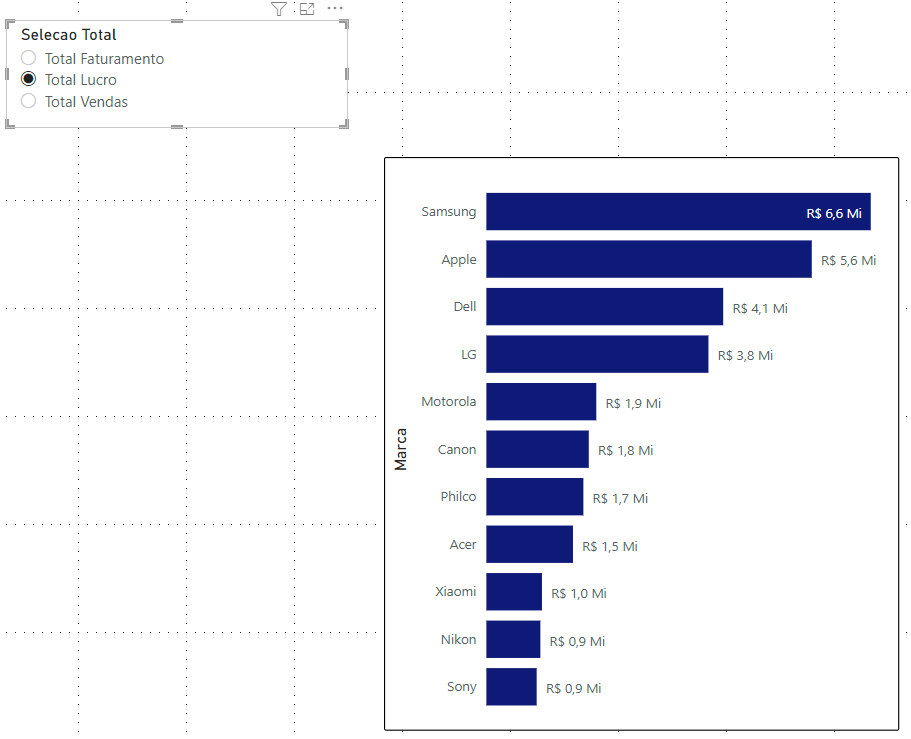 Selecao Total
Total Faturamento
Total Lucro
Total Vendas
Marca
Samsung R$ 6,6 Mi
Apple R$ 5,6 Mi
Dell R$ 4,1 Mi
LG R$ 3,8 Mi
Motorola R$ 1,9 Mi
Canon R$ 1,8 Mi
Philco R$ 1,7 Mi
Acer R$ 1,5 Mi
Xiaomi R$ 1,0 Mi
Nikon R$ 0,9 Mi
Sony R$ 0,9 Mi